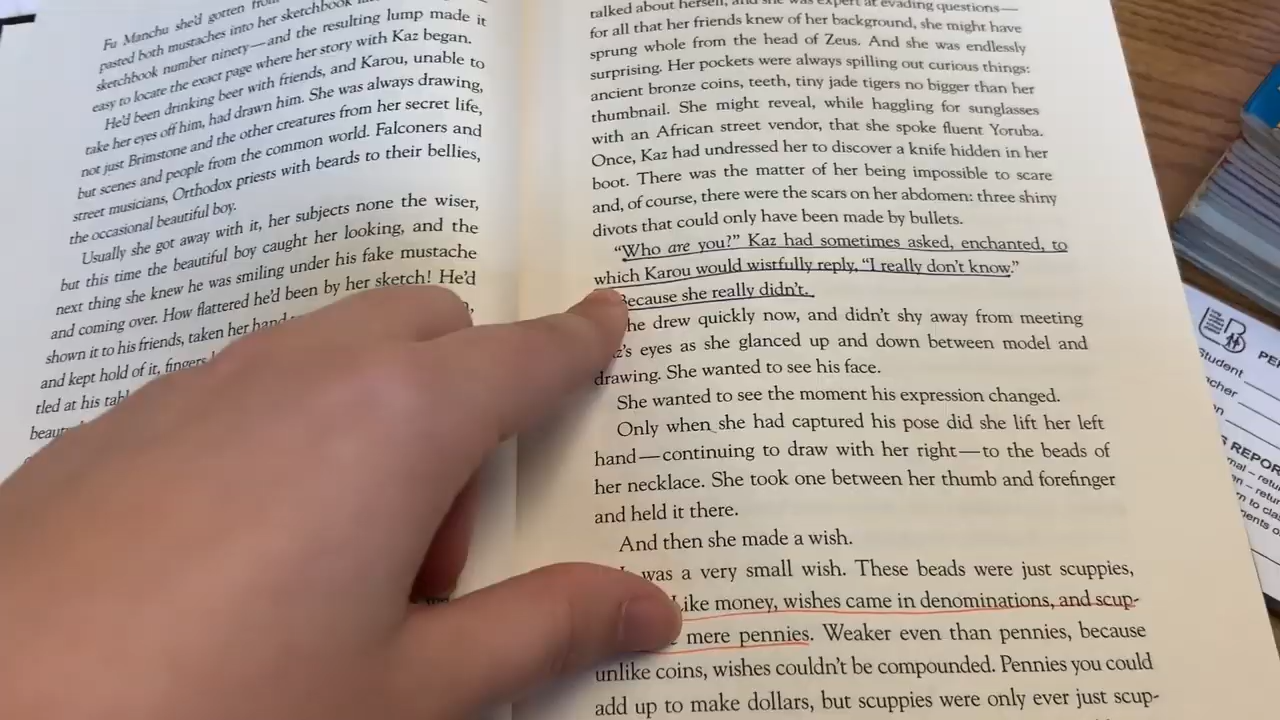 Fu Manchu she'd gotten from
pasted both mustaches into her sketchbook
sketchbook number ninety—and the resulting lump made it
easy to locate the exact page where her story with Kaz began.
He'd been drinking beer with friends, and Karou, unable to
take her eyes off him, had drawn him. She was always drawing,
not just Brimstone and the other creatures from her secret life,
but scenes and people from the common world. Falconers and
street musicians, Orthodox priests with beards to their bellies,
the occasional beautiful boy.
Usually she got away with it, her subjects none the wiser,
but this time the beautiful boy caught her looking, and the
next thing she knew he was smiling under his fake mustache
and coming over. How flattered he'd been by her sketch! He'd
shown it to his friends, taken her hand
and kept hold of it, fingers
tled at his
talked about herself, and she was expert at evading questions—
for all that her friends knew of her background, she might have
sprung whole from the head of Zeus. And she was endlessly
surprising. Her pockets were always spilling out curious things:
ancient bronze coins, teeth, tiny jade tigers no bigger than her
thumbnail. She might reveal, while haggling for sunglasses
with an African street vendor, that she spoke fluent Yoruba.
Once, Kaz had undressed her to discover a knife hidden in her
boot. There was the matter of her being impossible to scare
and, of course, there were the scars on her abdomen: three shiny
divots that could only have been made by bullets.
"Who are you?" Kaz had sometimes asked, enchanted, to
which Karou would wistfully reply, "I really don't know."
Because she really didn't.
he drew quickly now, and didn't shy away from meeting
z's eyes as she glanced up and down between model and
drawing. She wanted to see his face.
She wanted to see the moment his expression changed.
Only when she had captured his pose did she lift her left
hand—continuing to draw with her right—to the beads of
her necklace. She took one between her thumb and forefinger
and held it there.
And then she made a wish.
was a very small wish. These beads were just scuppies,
Like money, wishes came in denominations, and scup-
mere pennies. Weaker even than pennies, because
unlike coins, wishes couldn't be compounded. Pennies you could
add up to make dollars, but scuppies were only ever just scup-
Student